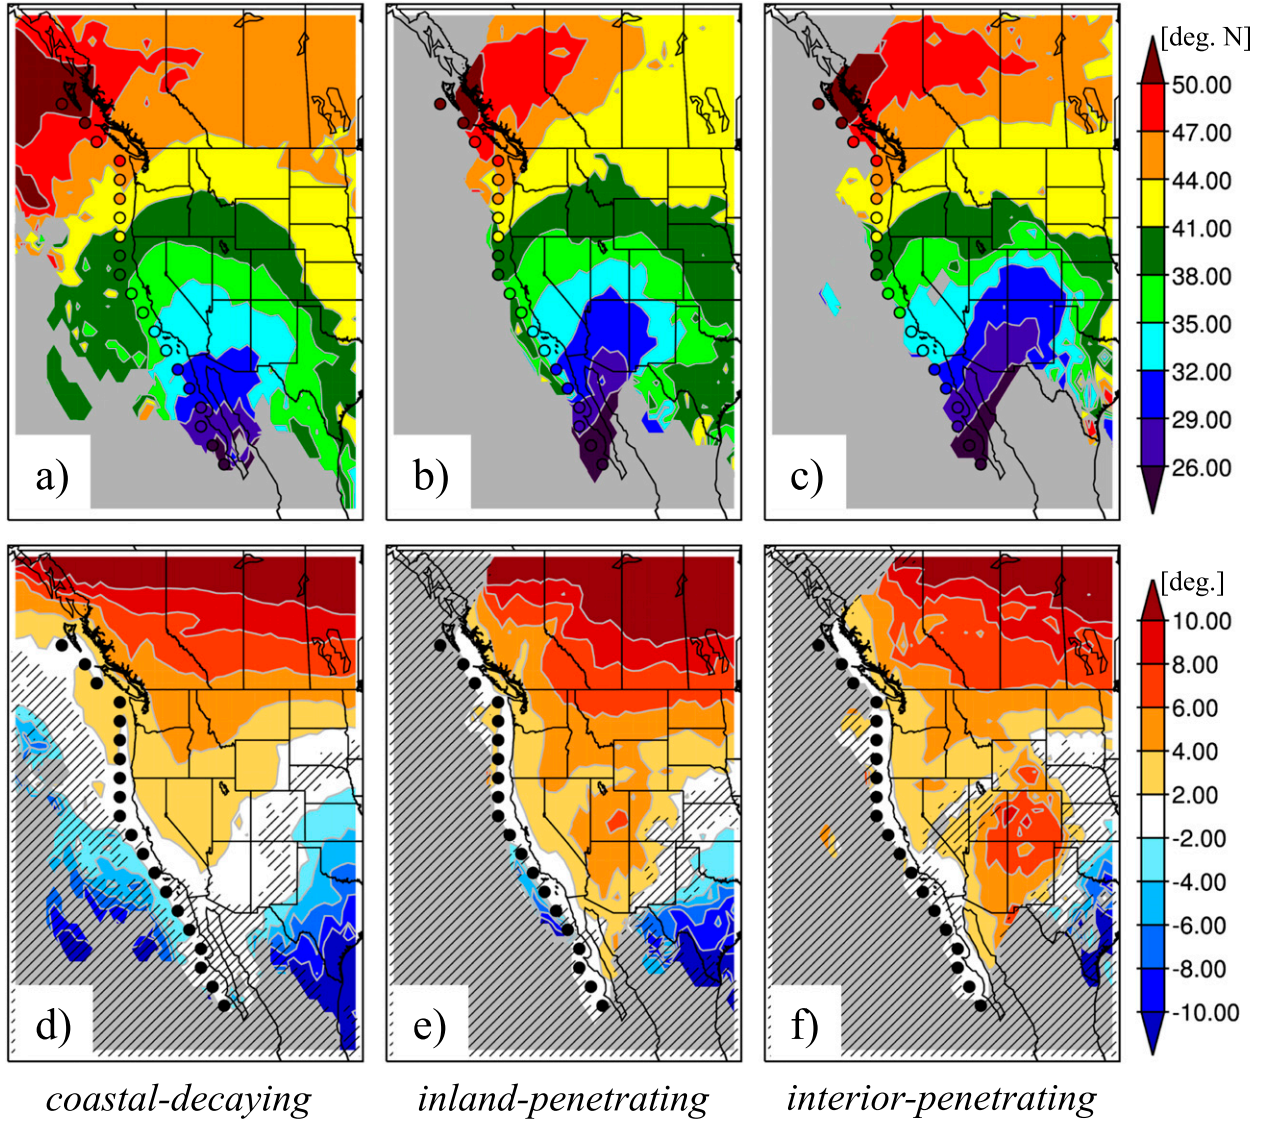 [deg. N]
50.00
47.00
44.00
41.00
38.00
35.00
32.00
29.00
26.00
a)
b)
c)
[deg.]
10.00
8.00
6.00
4.00
2.00
-2.00
-4.00
-6.00
-8.00
-10.00
d)
e)
f)
coastal-decaying
inland-penetrating
interior-penetrating